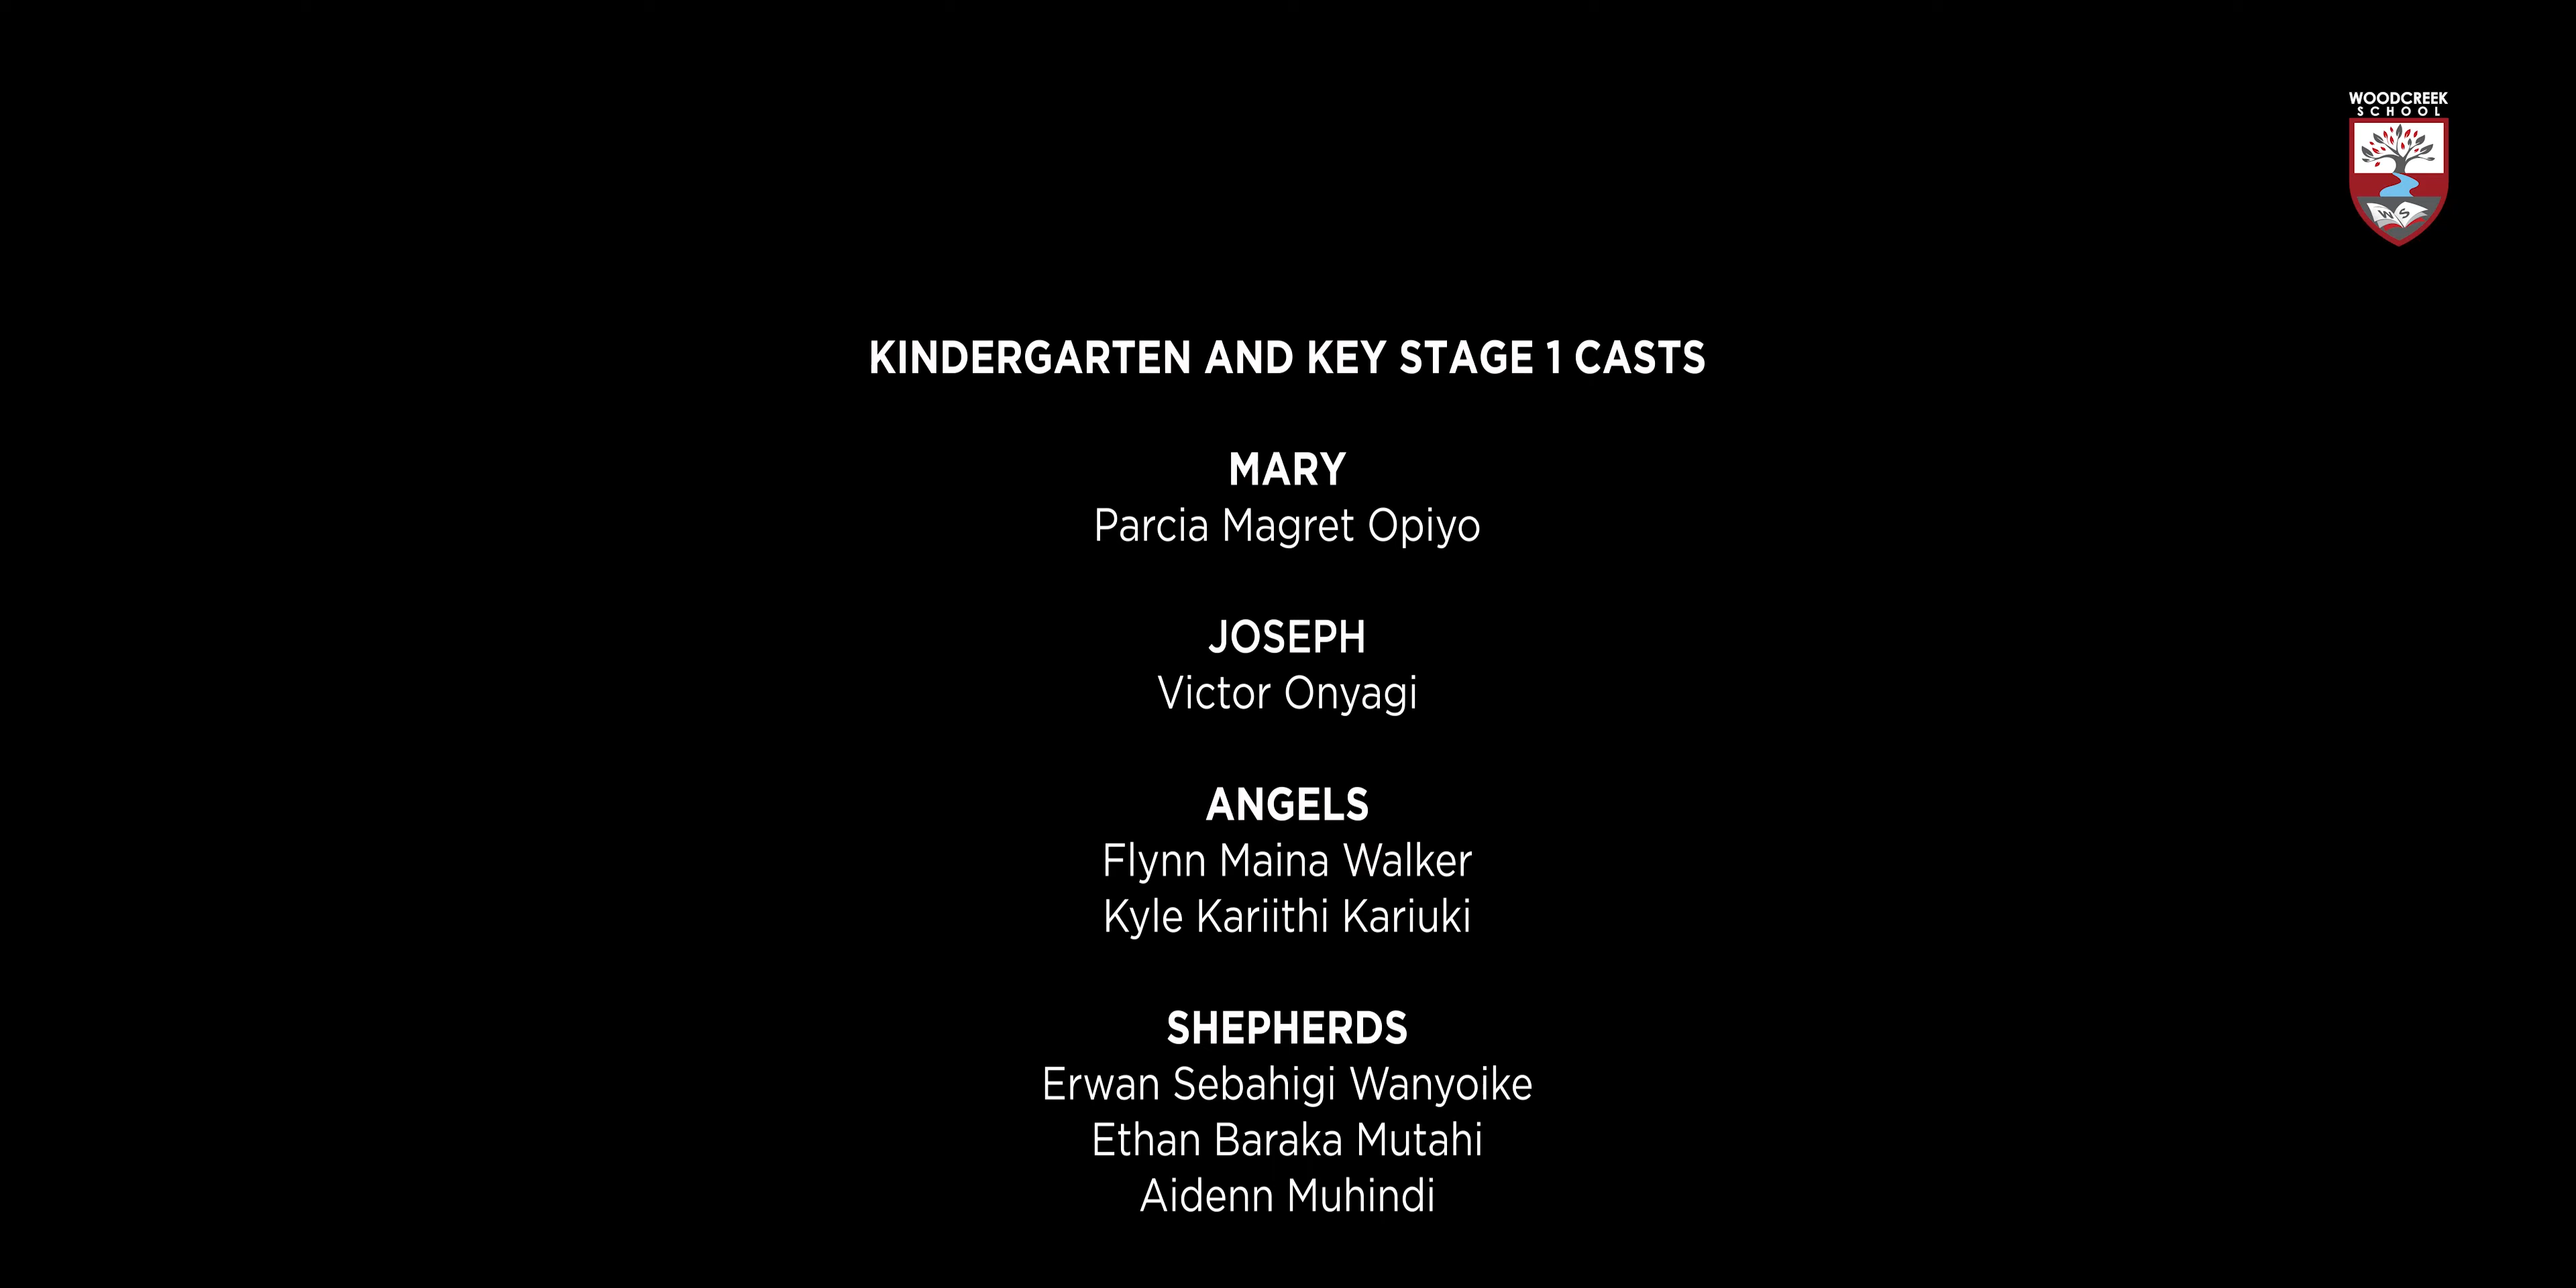 WOODCREEK
SCHOOL
W S
KINDERGARTEN AND KEY STAGE 1 CASTS
MARY
Parcia Magret Opiyo
JOSEPH
Victor Onyagi
ANGELS
Flynn Maina Walker
Kyle Kariithi Kariuki
SHEPHERDS
Erwan Sebahigi Wanyoike
Ethan Baraka Mutahi
Aidenn Muhindi